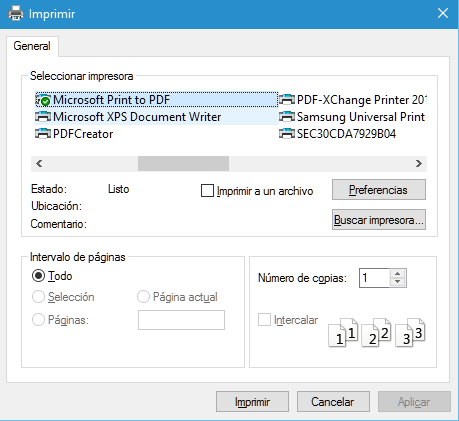 Imprimir
General
Seleccionar impresora
Microsoft Print to PDF
PDF-XChange Printer 201
Microsoft XPS Document Writer
Samsung Universal Print
PDFCreator
SEC30CDA7929B04
Estado: Listo
Imprimir a un archivo
Preferencias
Ubicación:
Comentario:
Buscar impresora...
Intervalo de páginas
Todo
Selección
Página actual
Páginas:
Número de copias: 1
Intercalar
1 1 2 2 3 3
Imprimir
Cancelar
Aplicar